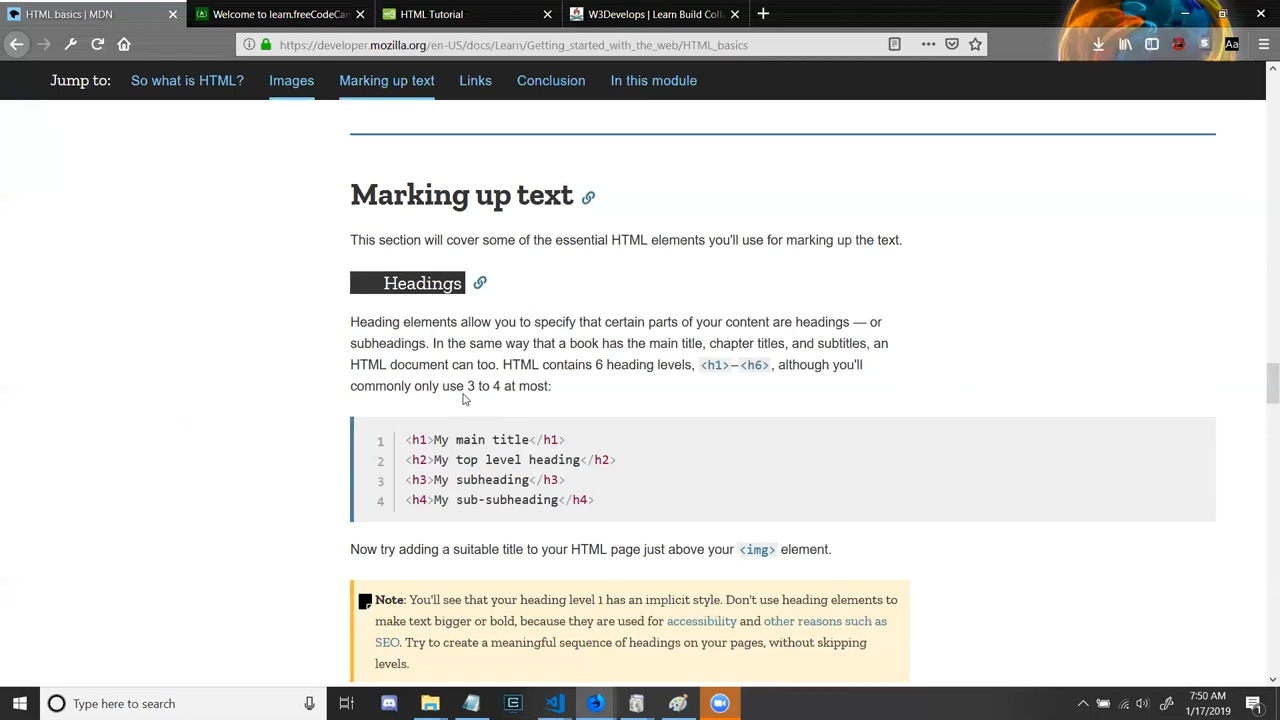 HTML basics | MDN
Welcome to learn.freeCodeCan
HTML Tutorial
W3Develops | Learn Build Coll
https://developer.mozilla.org/en-US/docs/Learn/Getting_started_with_the_web/HTML_basics
Aa
Jump to: So what is HTML? Images Marking up text Links Conclusion In this module
Marking up text
This section will cover some of the essential HTML elements you'll use for marking up the text.
Headings
Heading elements allow you to specify that certain parts of your content are headings — or
subheadings. In the same way that a book has the main title, chapter titles, and subtitles, an
HTML document can too. HTML contains 6 heading levels, <h1>–<h6>, although you'll
commonly only use 3 to 4 at most:
1 <h1>My main title</h1>
2 <h2>My top level heading</h2>
3 <h3>My subheading</h3>
4 <h4>My sub-subheading</h4>
Now try adding a suitable title to your HTML page just above your <img> element.
Note: You'll see that your heading level 1 has an implicit style. Don't use heading elements to
make text bigger or bold, because they are used for accessibility and other reasons such as
SEO. Try to create a meaningful sequence of headings on your pages, without skipping
levels.
Type here to search
7:50 AM
1/17/2019